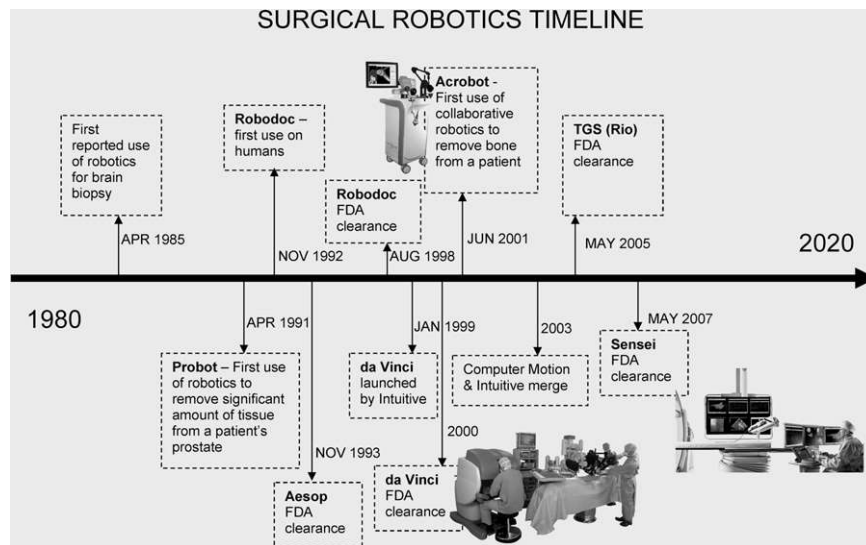 SURGICAL ROBOTICS TIMELINE
First
reported use
of robotics
for brain
biopsy
APR 1985
Robodoc –
first use on
humans
NOV 1992
Robodoc
FDA
clearance
AUG 1998
Acrobot -
First use of
collaborative
robotics to
remove bone
from a patient
JUN 2001
TGS (Rio)
FDA
clearance
MAY 2005
2020
1980
APR 1991
Probot – First use
of robotics to
remove significant
amount of tissue
from a patient's
prostate
NOV 1993
Aesop
FDA
clearance
JAN 1999
da Vinci
launched
by Intuitive
2000
da Vinci
FDA
clearance
2003
Computer Motion
& Intuitive merge
MAY 2007
Sensei
FDA
clearance